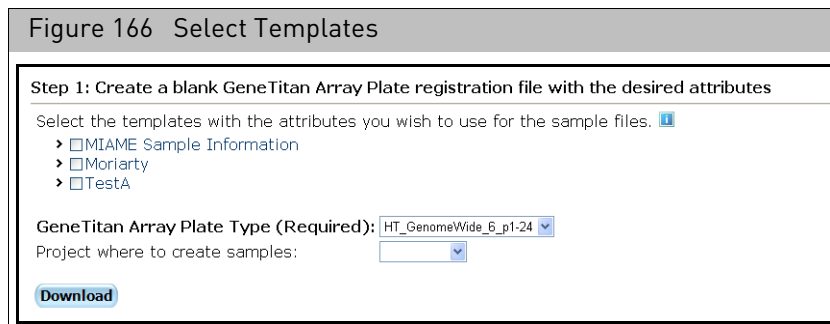 Figure 166 Select Templates
Step 1: Create a blank GeneTitan Array Plate registration file with the desired attributes
Select the templates with the attributes you wish to use for the sample files. i
MIAME Sample Information
Moriarty
TestA
GeneTitan Array Plate Type (Required): HT_GenomeWide_6_p1-24
Project where to create samples:
Download